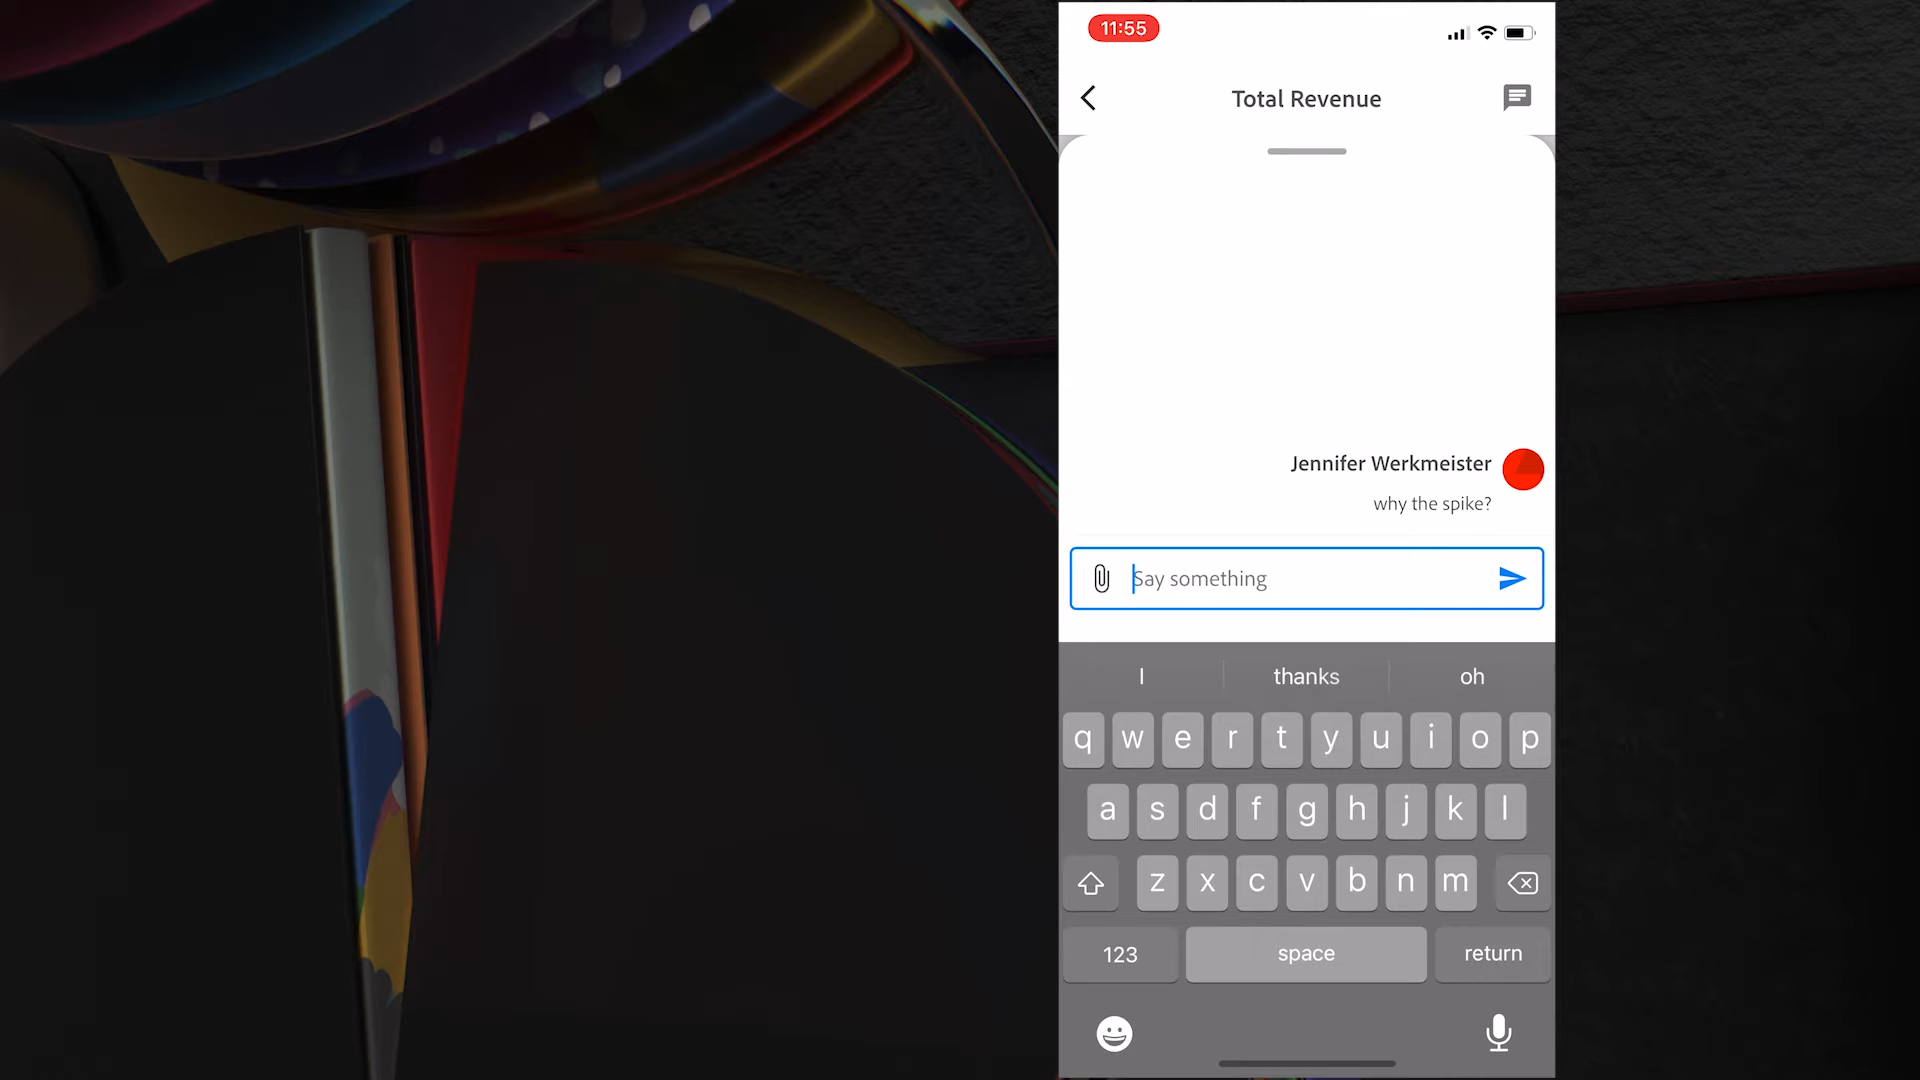 11:55
Total Revenue
Jennifer Werkmeister
why the spike?
Say something
I thanks oh
q w e r t y u i o p
a s d f g h j k l
z x c v b n m
123 space return